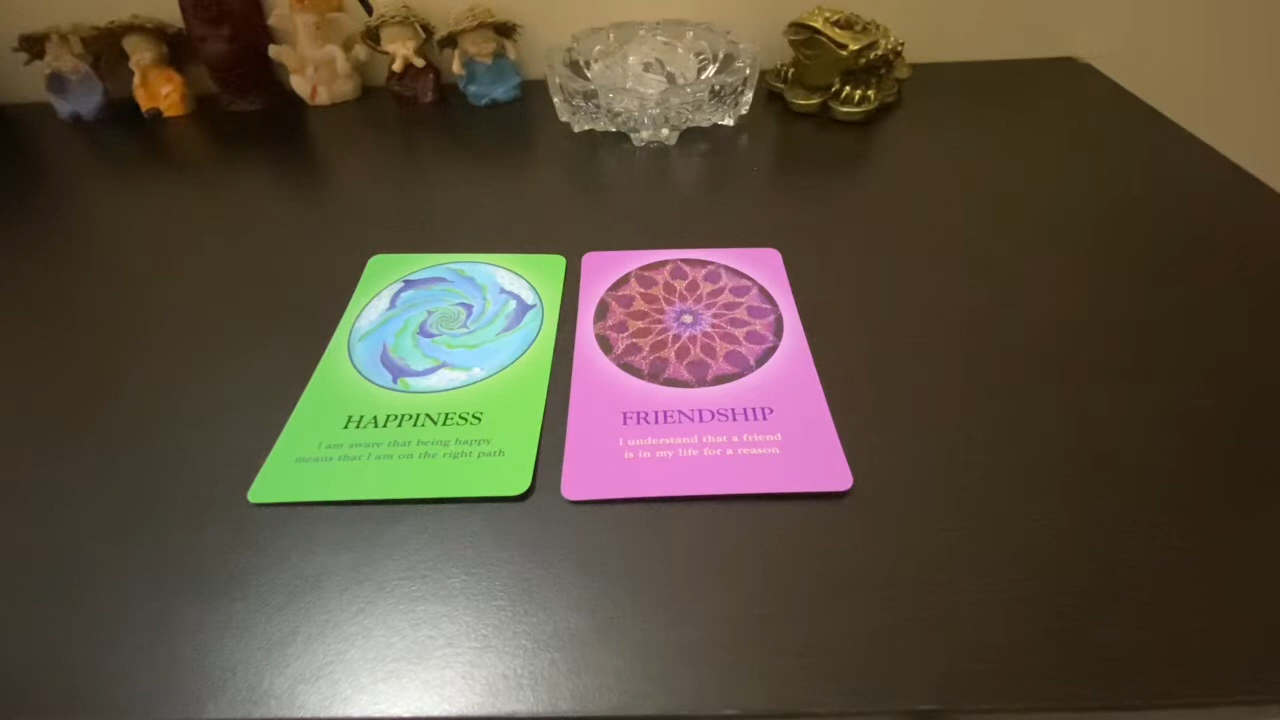 HAPPINESS
I am aware that being happy
means that I am on the right path
FRIENDSHIP
I understand that a friend
is in my life for a reason